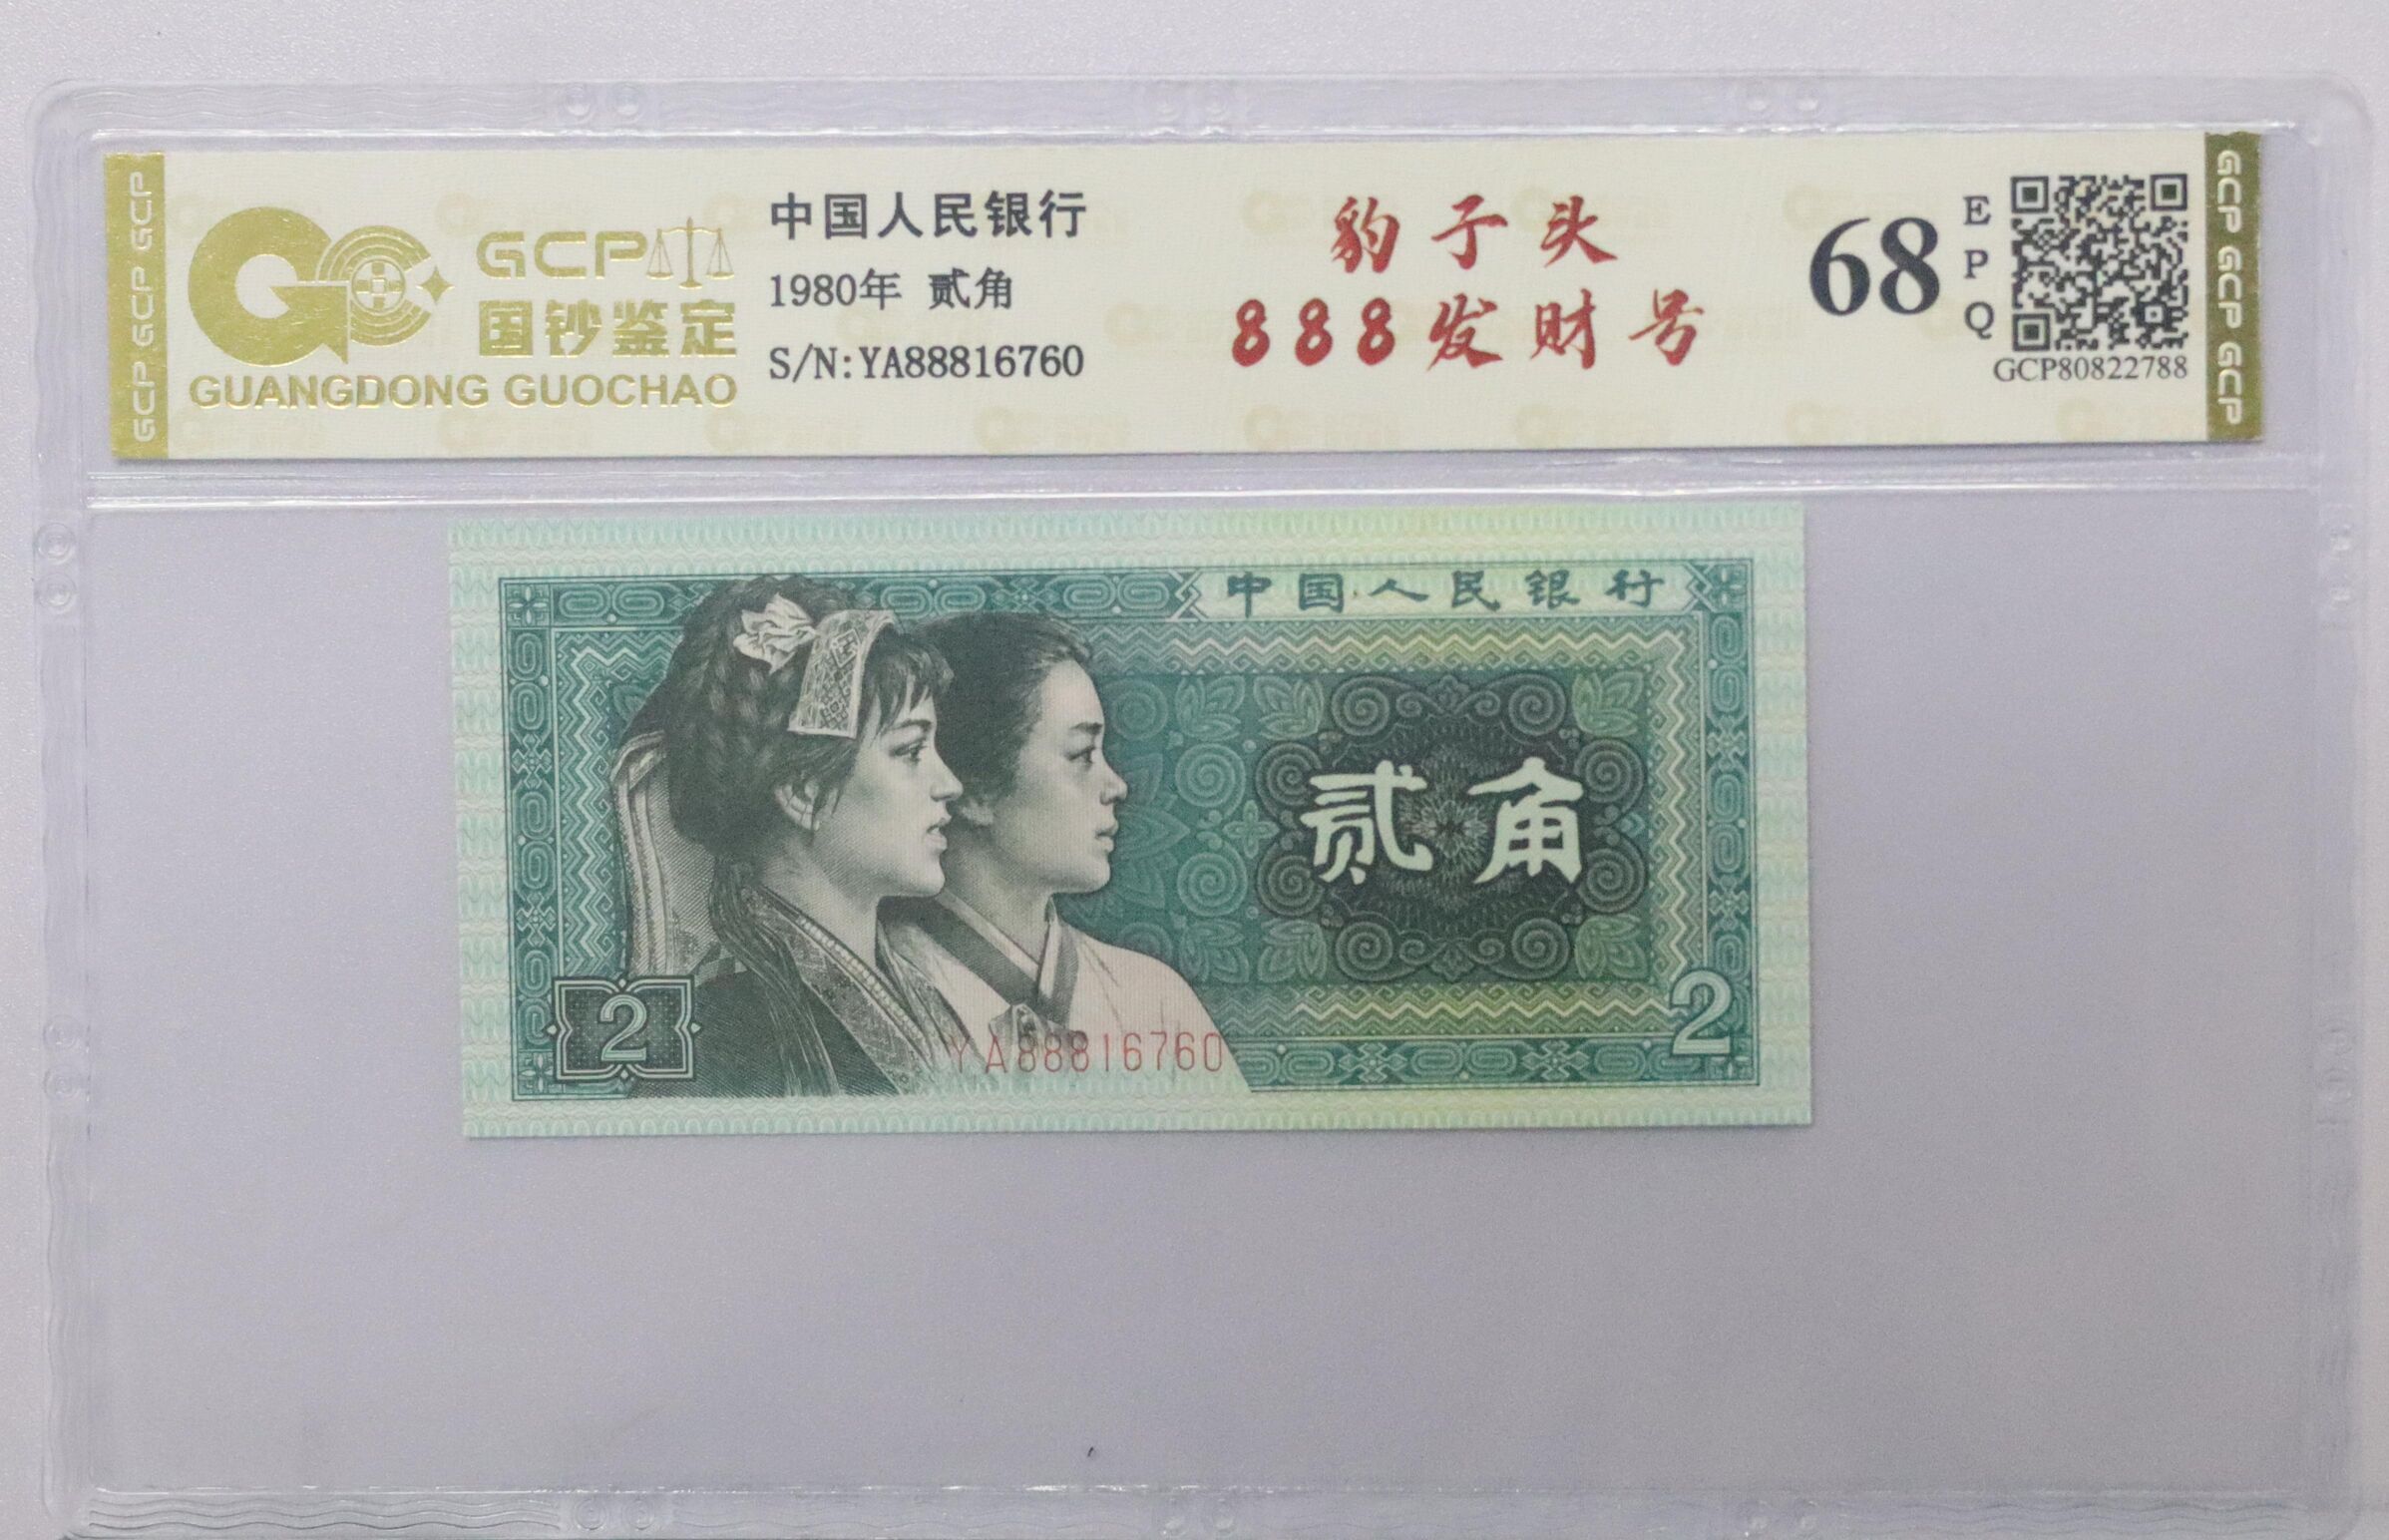 GCP GCP GCP
GCP
国钞鉴定
GUANGDONG GUOCHAO
中国人民银行
1980年 贰角
S/N:YA88816760
豹子头
888发财号
68
E
P
Q
GCP80822788
GCP GCP GCP
中国人民银行
贰角
2
YA88816760
2